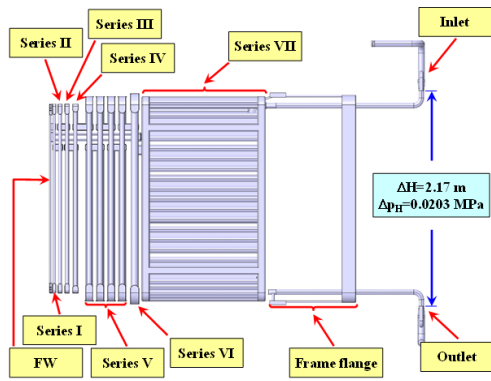 Series III
Series II
Series IV
Series VII
Inlet
ΔH=2.17 m
Δp_H=0.0203 MPa
Series I
FW
Series V
Series VI
Frame flange
Outlet